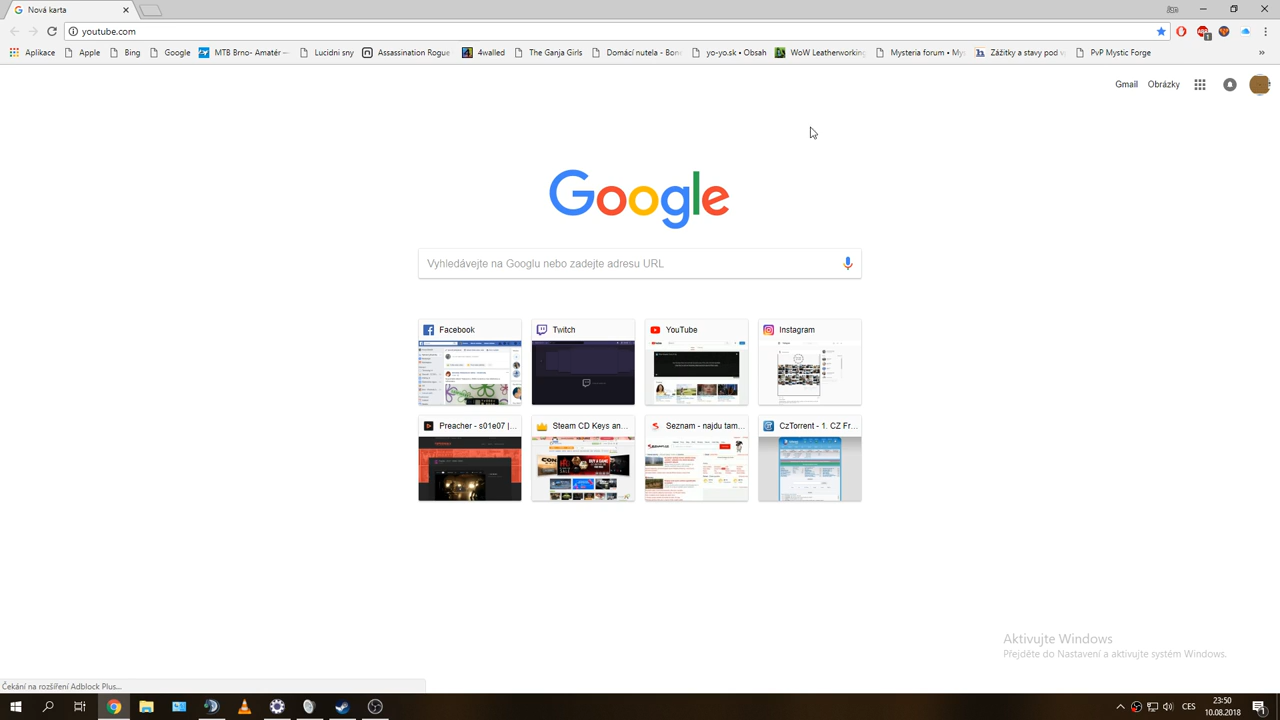 Nová karta
youtube.com
Aplikace Apple Bing Google MTB Brno- Amatér Lucidni sny Assassination Rogue 4walled The Ganja Girls Domácí nutela - Bon yo-yo.sk • Obsah WoW Leatherworking Mysteria forum • My Zážitky a stavy pod v PvP Mystic Forge »
Gmail Obrázky
Google
Vyhledávejte na Googlu nebo zadejte adresu URL
Facebook Twitch YouTube Instagram
Preacher - s01e07 |... Steam CD Keys an... Seznam - najdu tam... CzTorrent - 1. CZ Fr...
Aktivujte Windows
Přejděte do Nastavení a aktivujte systém Windows.
Čekání na rozšíření Adblock Plus...
CES
23:50
10.08.2018